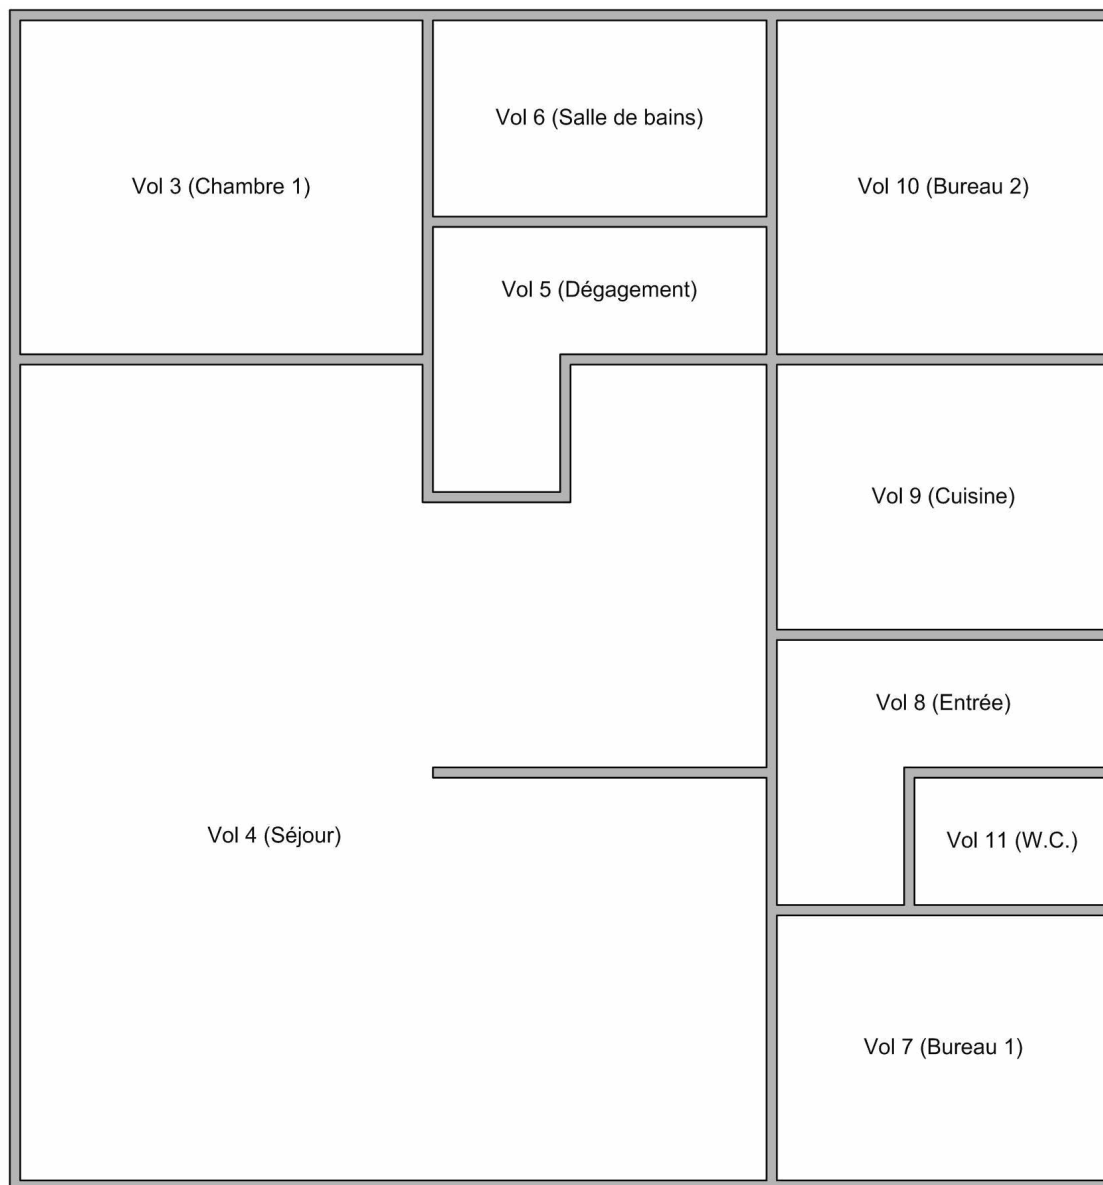 Vol 6 (Salle de bains)
Vol 3 (Chambre 1)
Vol 10 (Bureau 2)
Vol 5 (Dégagement)
Vol 9 (Cuisine)
Vol 8 (Entrée)
Vol 4 (Séjour)
Vol 11 (W.C.)
Vol 7 (Bureau 1)